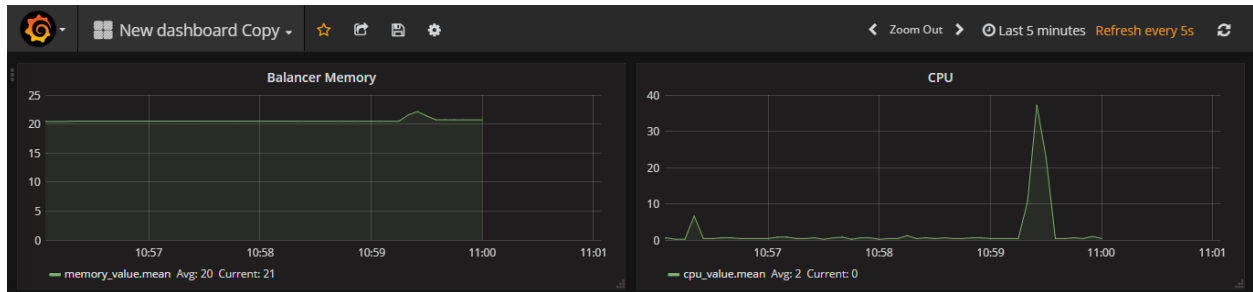 New dashboard Copy Zoom Out Last 5 minutes Refresh every 5s
Balancer Memory
25
20
15
10
5
0
10:57 10:58 10:59 11:00 11:01
memory_value.mean Avg: 20 Current: 21
CPU
40
30
20
10
0
10:57 10:58 10:59 11:00 11:01
cpu_value.mean Avg: 2 Current: 0